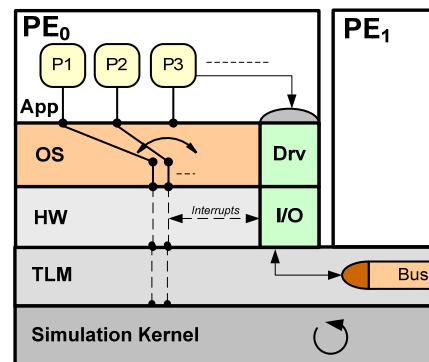 PE0
PE1
P1
P2
P3
App
OS
Drv
HW
Interrupts
I/O
TLM
Bus
Simulation Kernel